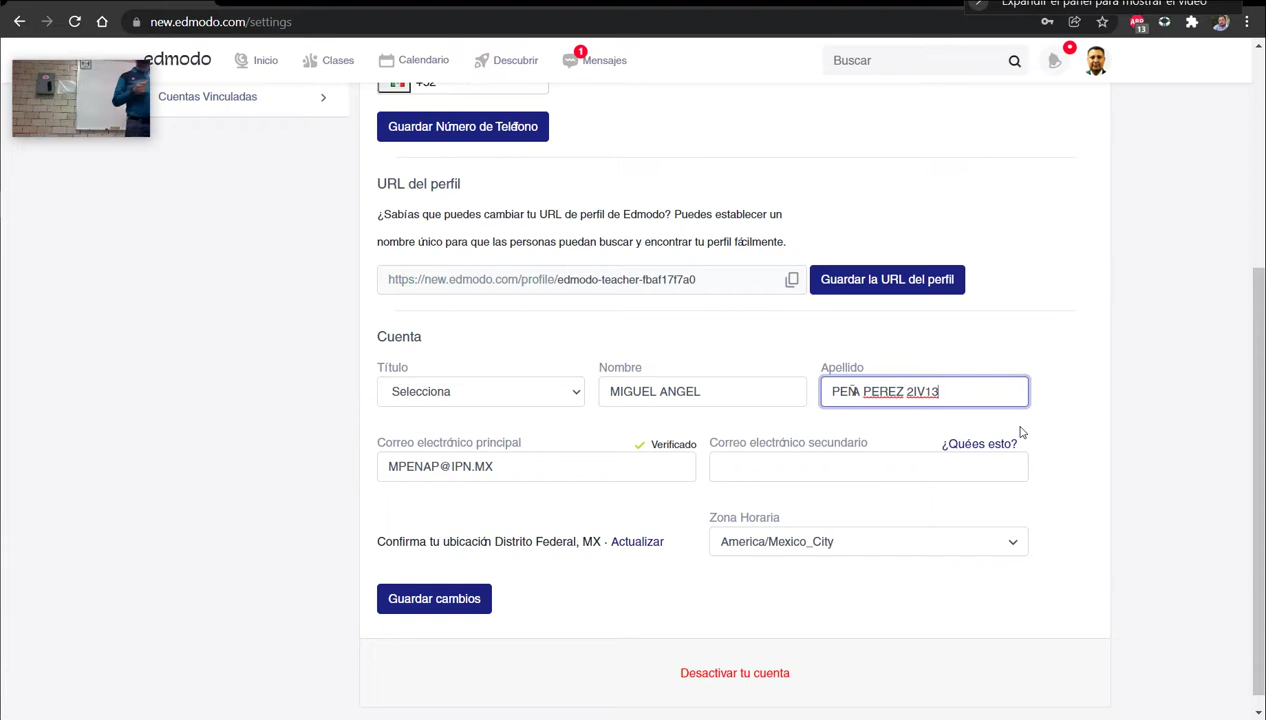 Expandir el panel para mostrar el video
new.edmodo.com/settings
13
edmodo
Inicio
Clases
Calendario
Descubrir
1
Mensajes
Buscar
Cuentas Vinculadas
+52
Guardar Número de Teléfono
URL del perfil
¿Sabías que puedes cambiar tu URL de perfil de Edmodo? Puedes establecer un
nombre único para que las personas puedan buscar y encontrar tu perfil fácilmente.
https://new.edmodo.com/profile/edmodo-teacher-fbaf17f7a0
Guardar la URL del perfil
Cuenta
Título
Nombre
Apellido
Selecciona
MIGUEL ANGEL
PEÑA PEREZ 2IV13
Correo electrónico principal
Verificado
Correo electrónico secundario
¿Qué es esto?
MPENAP@IPN.MX
Zona Horaria
Confirma tu ubicación Distrito Federal, MX · Actualizar
America/Mexico_City
Guardar cambios
Desactivar tu cuenta